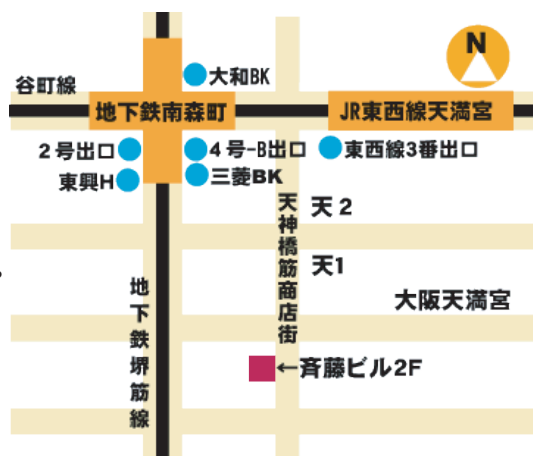 N
大和BK
谷町線
地下鉄南森町
JR東西線天満宮
2号出口
4号-B出口
東西線3番出口
東興H
三菱BK
天神橋筋商店街
天2
天1
地下鉄堺筋線
大阪天満宮
←斉藤ビル2F